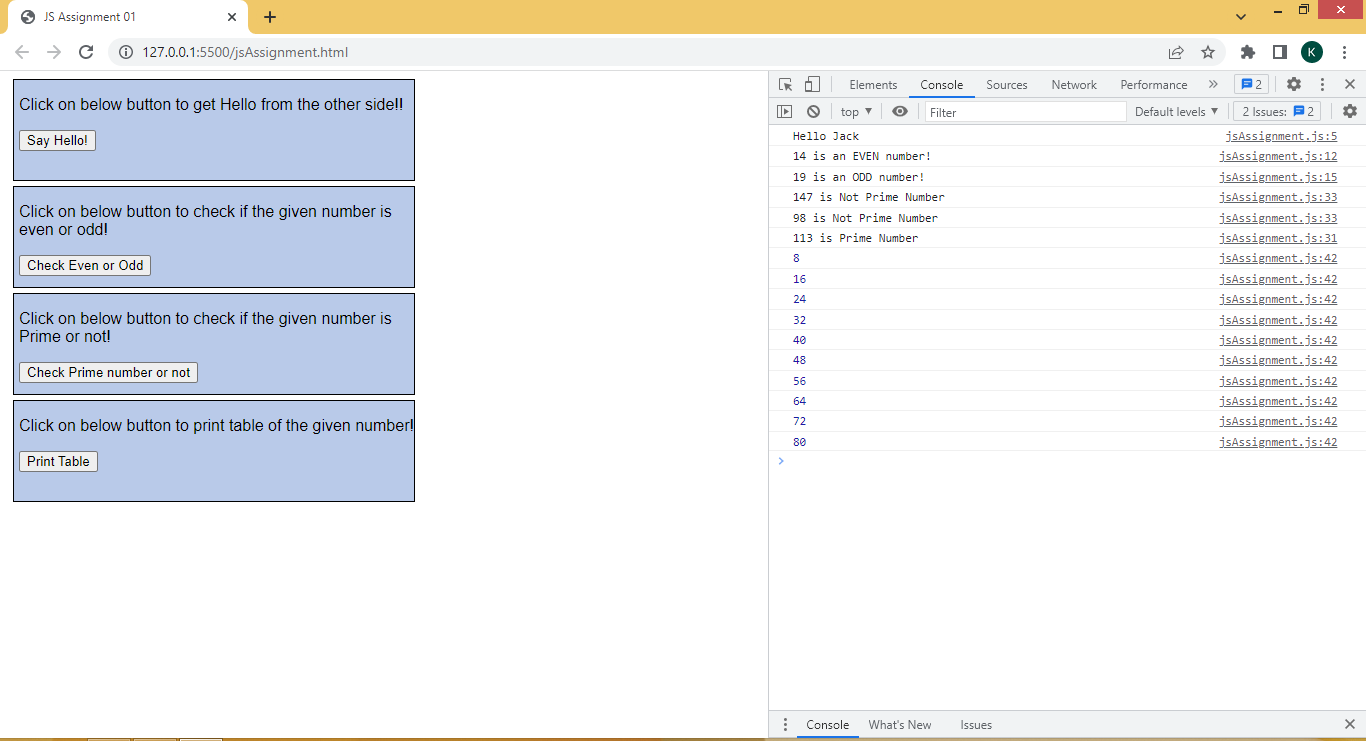 JS Assignment 01
127.0.0.1:5500/jsAssignment.html
K
Click on below button to get Hello from the other side!!
Say Hello!
Click on below button to check if the given number is
even or odd!
Check Even or Odd
Click on below button to check if the given number is
Prime or not!
Check Prime number or not
Click on below button to print table of the given number!
Print Table
Elements Console Sources Network Performance » 2
top Filter Default levels 2 Issues: 2
Hello Jack jsAssignment.js:5
14 is an EVEN number! jsAssignment.js:12
19 is an ODD number! jsAssignment.js:15
147 is Not Prime Number jsAssignment.js:33
98 is Not Prime Number jsAssignment.js:33
113 is Prime Number jsAssignment.js:31
8 jsAssignment.js:42
16 jsAssignment.js:42
24 jsAssignment.js:42
32 jsAssignment.js:42
40 jsAssignment.js:42
48 jsAssignment.js:42
56 jsAssignment.js:42
64 jsAssignment.js:42
72 jsAssignment.js:42
80 jsAssignment.js:42
Console What's New Issues